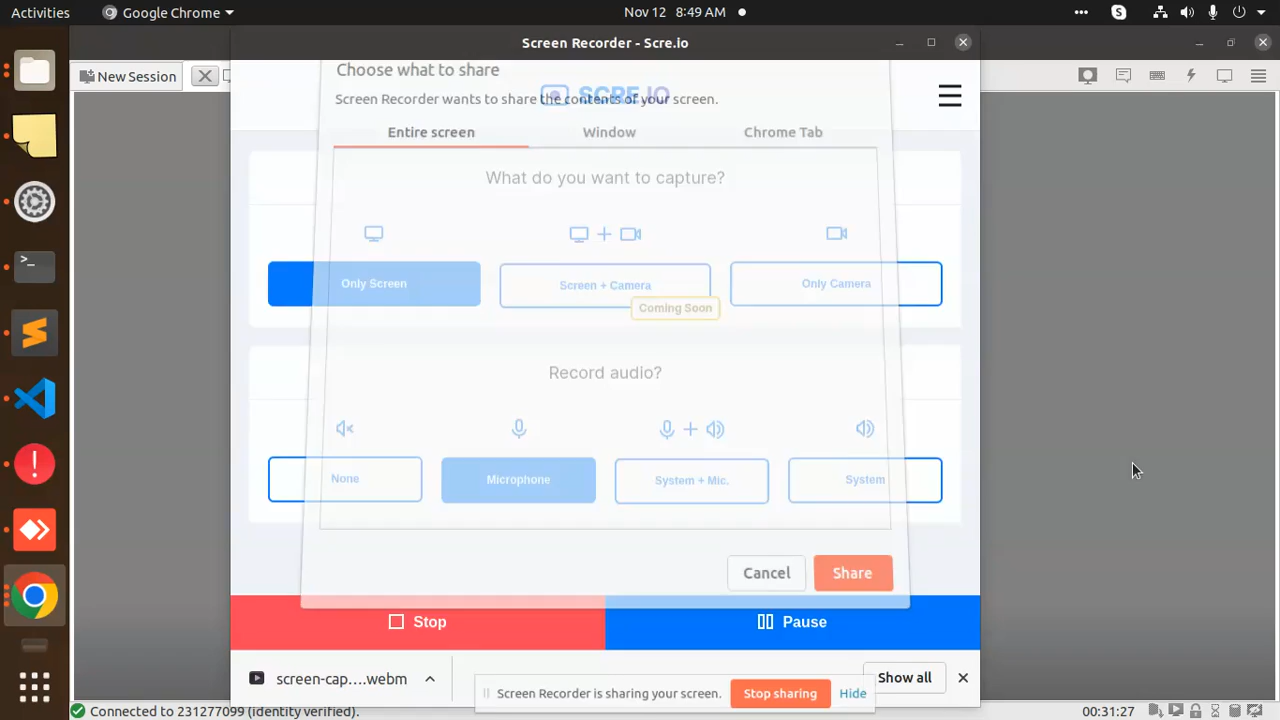 Activities
Google Chrome
Nov 12 8:49 AM
Screen Recorder - Scre.io
New Session
Choose what to share
SCRE.IO
Screen Recorder wants to share the contents of your screen.
Entire screen
Window
Chrome Tab
What do you want to capture?
Only Screen
Screen + Camera
Only Camera
Coming Soon
Record audio?
None
Microphone
System + Mic.
System
Cancel
Share
Stop
Pause
screen-cap....webm
Show all
Screen Recorder is sharing your screen.
Stop sharing
Hide
Connected to 231277099 (identity verified).
00:31:27